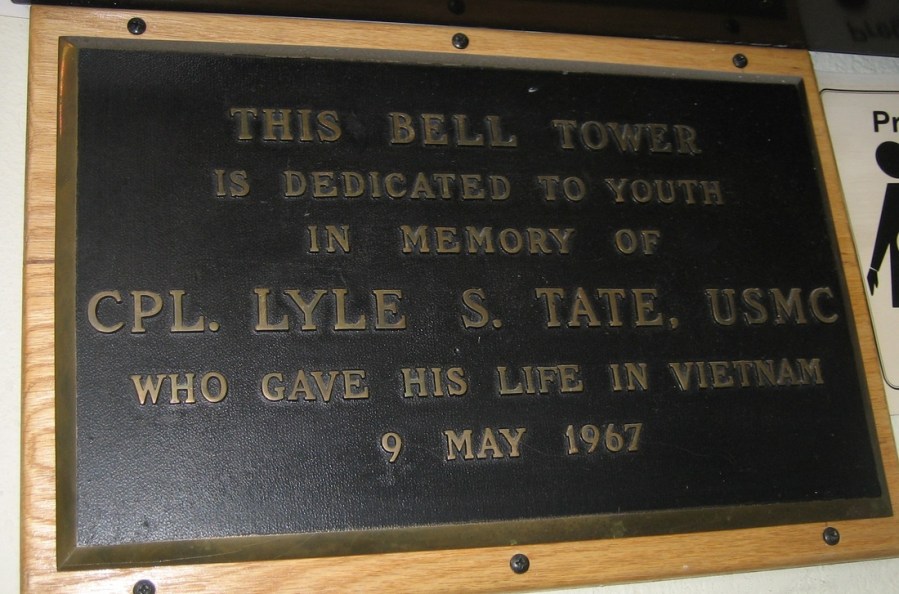 THIS BELL TOWER
IS DEDICATED TO YOUTH
IN MEMORY OF
CPL. LYLE S. TATE, USMC
WHO GAVE HIS LIFE IN VIETNAM
9 MAY 1967